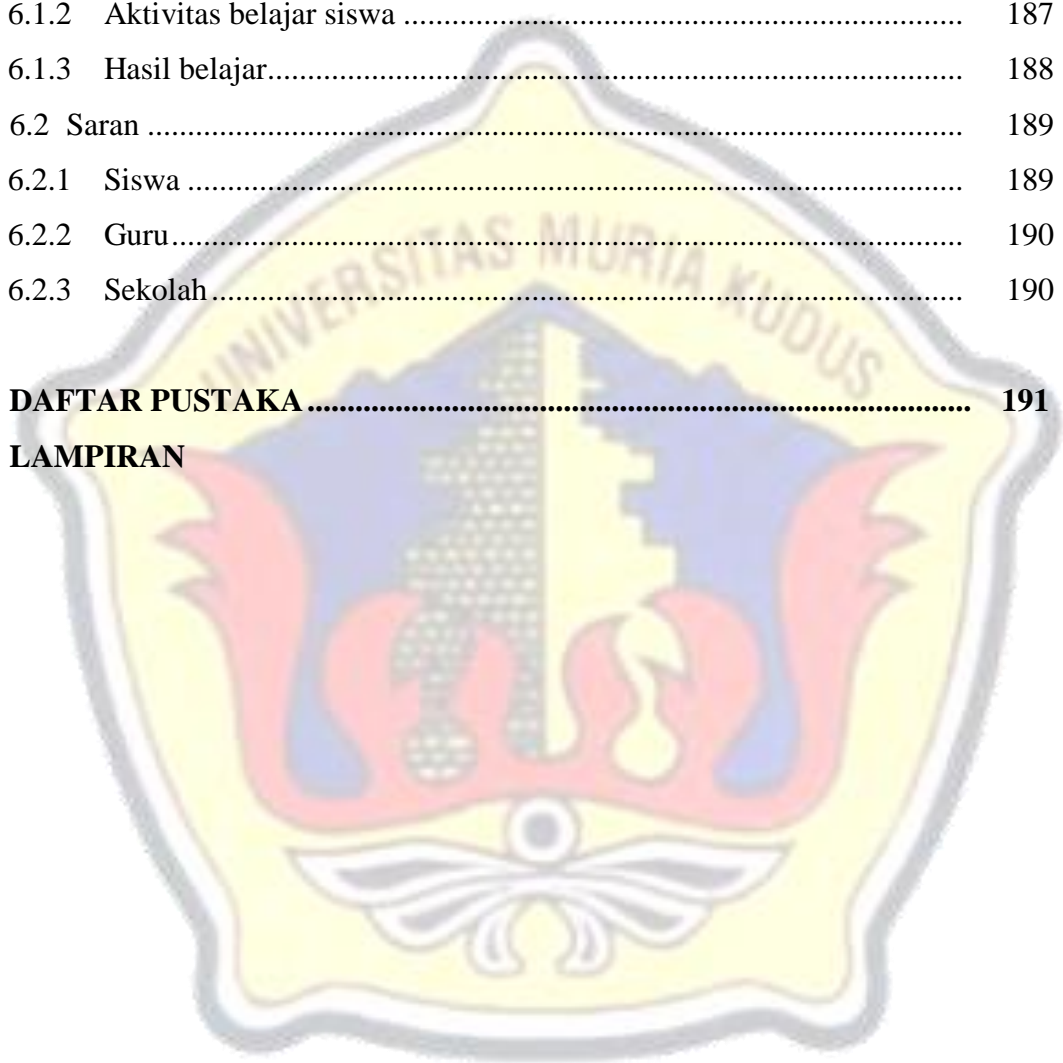 6.1.2 Aktivitas belajar siswa ...................................................................... 187
6.1.3 Hasil belajar....................................................................................... 188
6.2 Saran ...................................................................................................... 189
6.2.1 Siswa ................................................................................................. 189
6.2.2 Guru................................................................................................... 190
6.2.3 Sekolah .............................................................................................. 190
UNIVERSITAS MURIA KUDUS
DAFTAR PUSTAKA ................................................................................... 191
LAMPIRAN